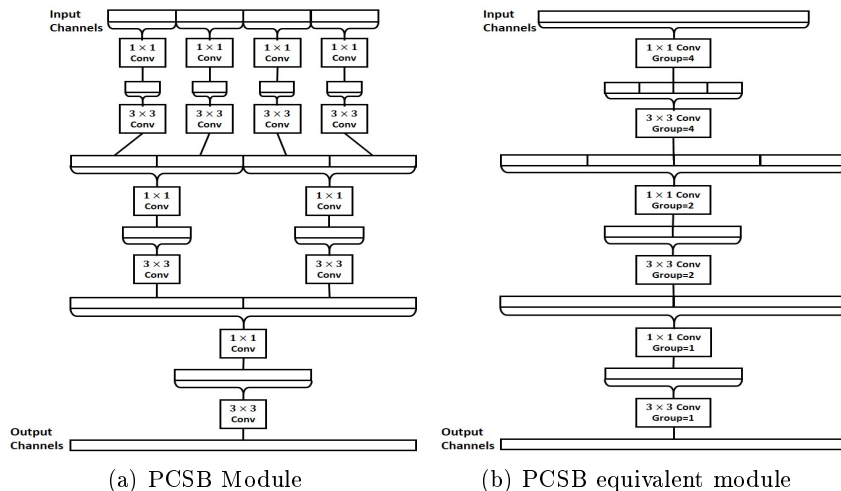 Input
Channels
1 × 1
Conv
1 × 1
Conv
1 × 1
Conv
1 × 1
Conv
3 × 3
Conv
3 × 3
Conv
3 × 3
Conv
3 × 3
Conv
1 × 1
Conv
1 × 1
Conv
3 × 3
Conv
3 × 3
Conv
1 × 1
Conv
3 × 3
Conv
Output
Channels
(a) PCSB Module
Input
Channels
1 × 1 Conv
Group=4
3 × 3 Conv
Group=4
1 × 1 Conv
Group=2
3 × 3 Conv
Group=2
1 × 1 Conv
Group=1
3 × 3 Conv
Group=1
Output
Channels
(b) PCSB equivalent module